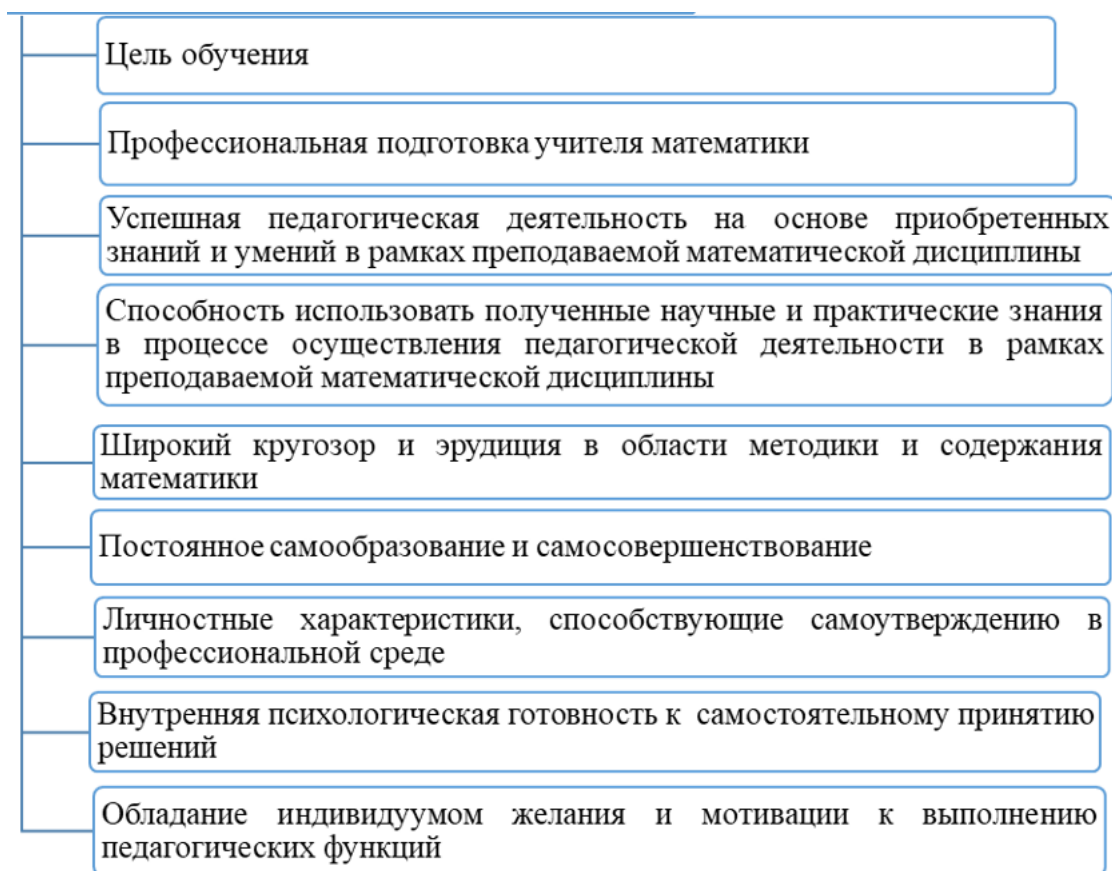 Цель обучения
Профессиональная подготовка учителя математики
Успешная педагогическая деятельность на основе приобретенных
знаний и умений в рамках преподаваемой математической дисциплины
Способность использовать полученные научные и практические знания
в процессе осуществления педагогической деятельности в рамках
преподаваемой математической дисциплины
Широкий кругозор и эрудиция в области методики и содержания
математики
Постоянное самообразование и самосовершенствование
Личностные характеристики, способствующие самоутверждению в
профессиональной среде
Внутренняя психологическая готовность к самостоятельному принятию
решений
Обладание индивидуумом желания и мотивации к выполнению
педагогических функций